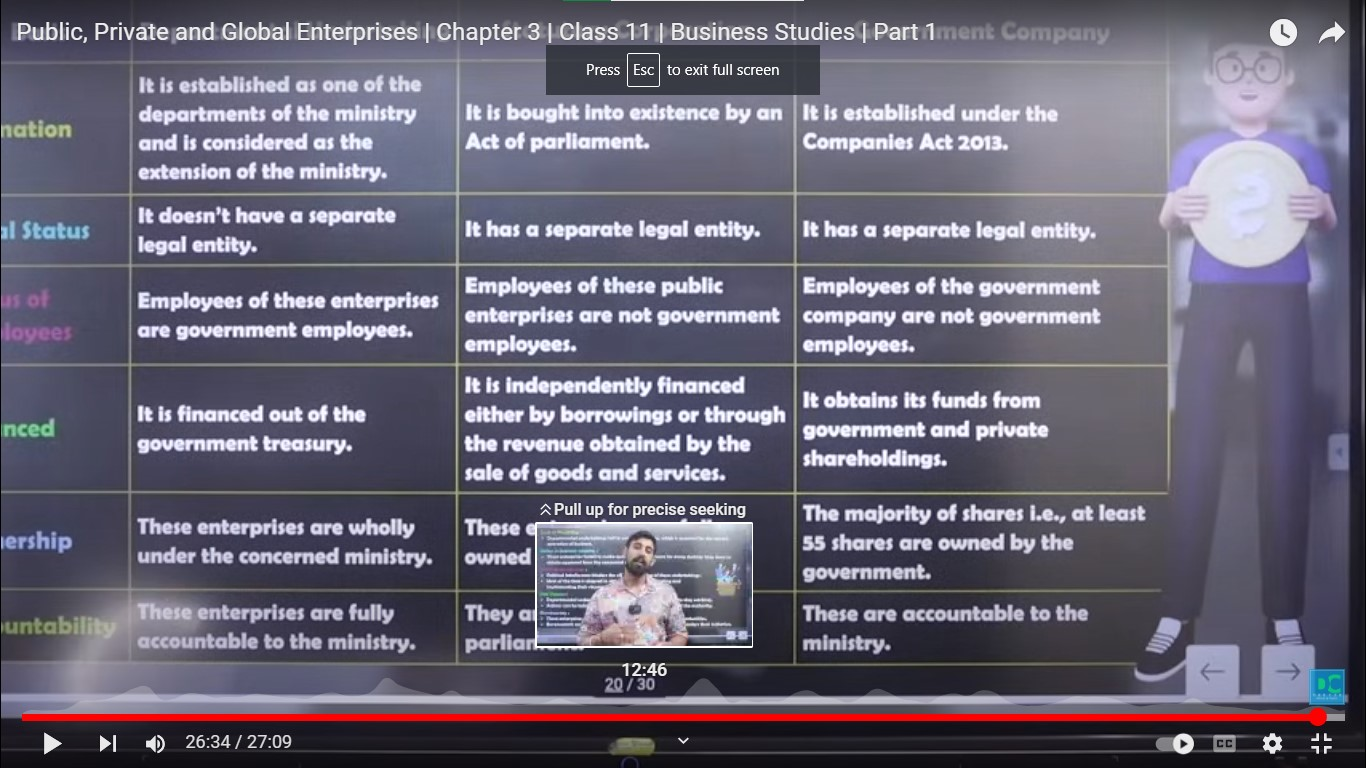 Public, Private and Global Enterprises | Chapter 3 | Class 11 | Business Studies | Part 1
Company
Press Esc to exit full screen
mation
It is established as one of the
departments of the ministry
and is considered as the
extension of the ministry.
It is bought into existence by an
Act of parliament.
It is established under the
Companies Act 2013.
al Status
It doesn't have a separate
legal entity.
It has a separate legal entity.
It has a separate legal entity.
us of
loyees
Employees of these enterprises
are government employees.
Employees of these public
enterprises are not government
employees.
Employees of the government
company are not government
employees.
nced
It is financed out of the
government treasury.
It is independently financed
either by borrowings or through
the revenue obtained by the
sale of goods and services.
It obtains its funds from
government and private
shareholdings.
Pull up for precise seeking
nership
These enterprises are wholly
under the concerned ministry.
These
owned
The majority of shares i.e., at least
55 shares are owned by the
government.
ountability
These enterprises are fully
accountable to the ministry.
They
These are accountable to the
ministry.
12:46
20 / 30
DC
26:34 / 27:09
CC